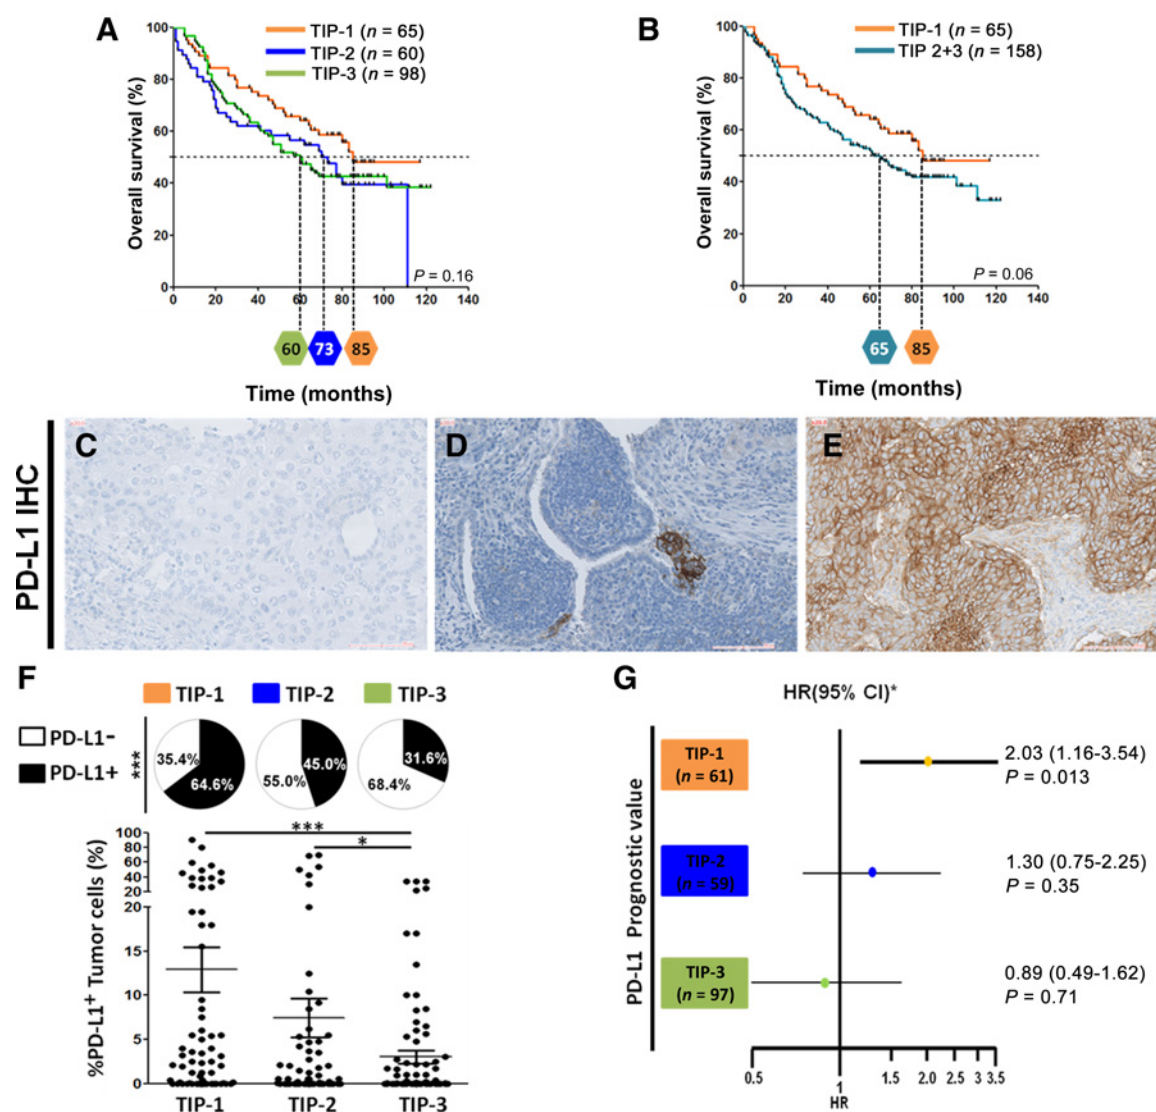 A
TIP-1 (n = 65)
TIP-2 (n = 60)
TIP-3 (n = 98)
Overall survival (%)
100
80
60
40
20
0
0 20 40 60 80 100 120 140
P = 0.16
60 73 85
Time (months)
B
TIP-1 (n = 65)
TIP 2+3 (n = 158)
Overall survival (%)
100
80
60
40
20
0
0 20 40 60 80 100 120 140
P = 0.06
65 85
Time (months)
PD-L1 IHC
C
D
E
F
TIP-1 TIP-2 TIP-3
PD-L1-
PD-L1+
***
35.4% 64.6%
55.0% 45.0%
68.4% 31.6%
***
*
%PD-L1+ Tumor cells (%)
100
80
60
40
20
20
15
10
5
0
TIP-1 TIP-2 TIP-3
G
HR(95% CI)*
PD-L1 Prognostic value
TIP-1
(n = 61)
2.03 (1.16-3.54)
P = 0.013
TIP-2
(n = 59)
1.30 (0.75-2.25)
P = 0.35
TIP-3
(n = 97)
0.89 (0.49-1.62)
P = 0.71
0.5 1 1.5 2.0 2.5 3 3.5
HR